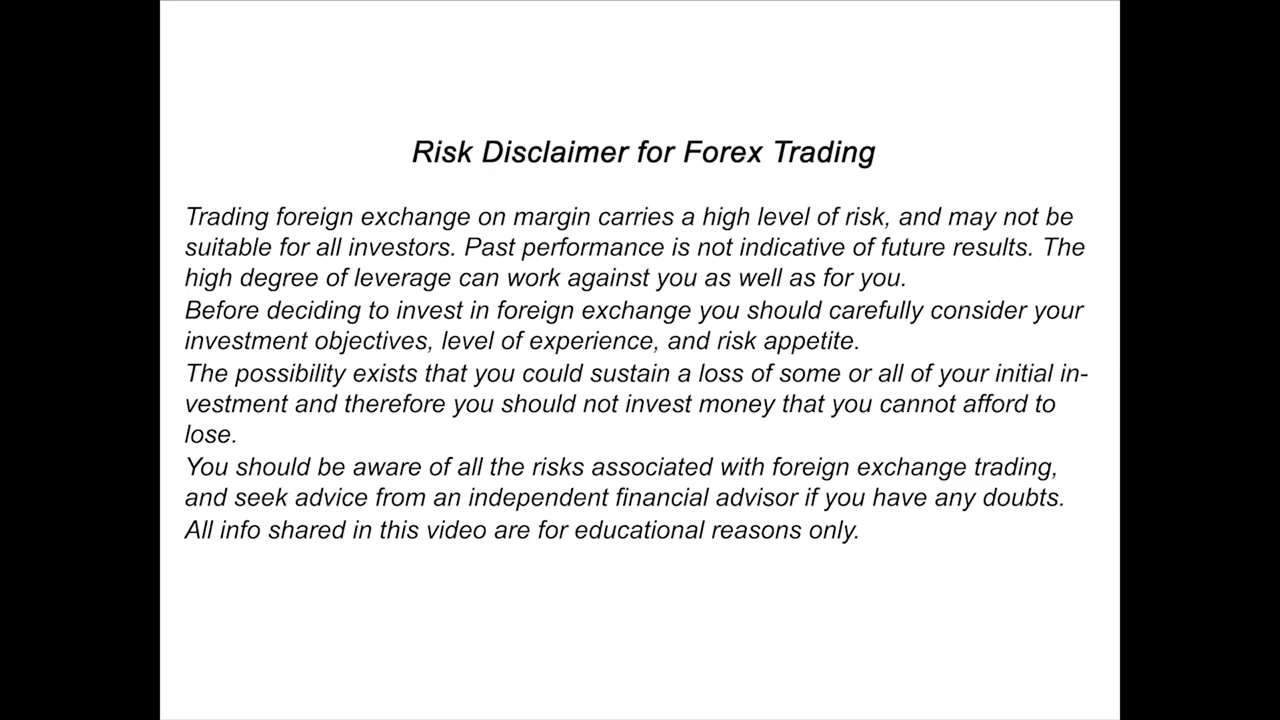 Risk Disclaimer for Forex Trading
Trading foreign exchange on margin carries a high level of risk, and may not be
suitable for all investors. Past performance is not indicative of future results. The
high degree of leverage can work against you as well as for you.
Before deciding to invest in foreign exchange you should carefully consider your
investment objectives, level of experience, and risk appetite.
The possibility exists that you could sustain a loss of some or all of your initial in-
vestment and therefore you should not invest money that you cannot afford to
lose.
You should be aware of all the risks associated with foreign exchange trading,
and seek advice from an independent financial advisor if you have any doubts.
All info shared in this video are for educational reasons only.